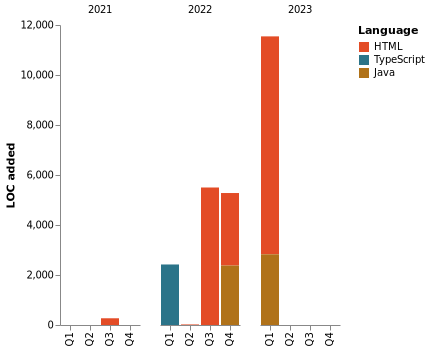 2021 2022 2023
Language
HTML
TypeScript
Java
LOC added
12,000
10,000
8,000
6,000
4,000
2,000
0
Q1 Q2 Q3 Q4 Q1 Q2 Q3 Q4 Q1 Q2 Q3 Q4